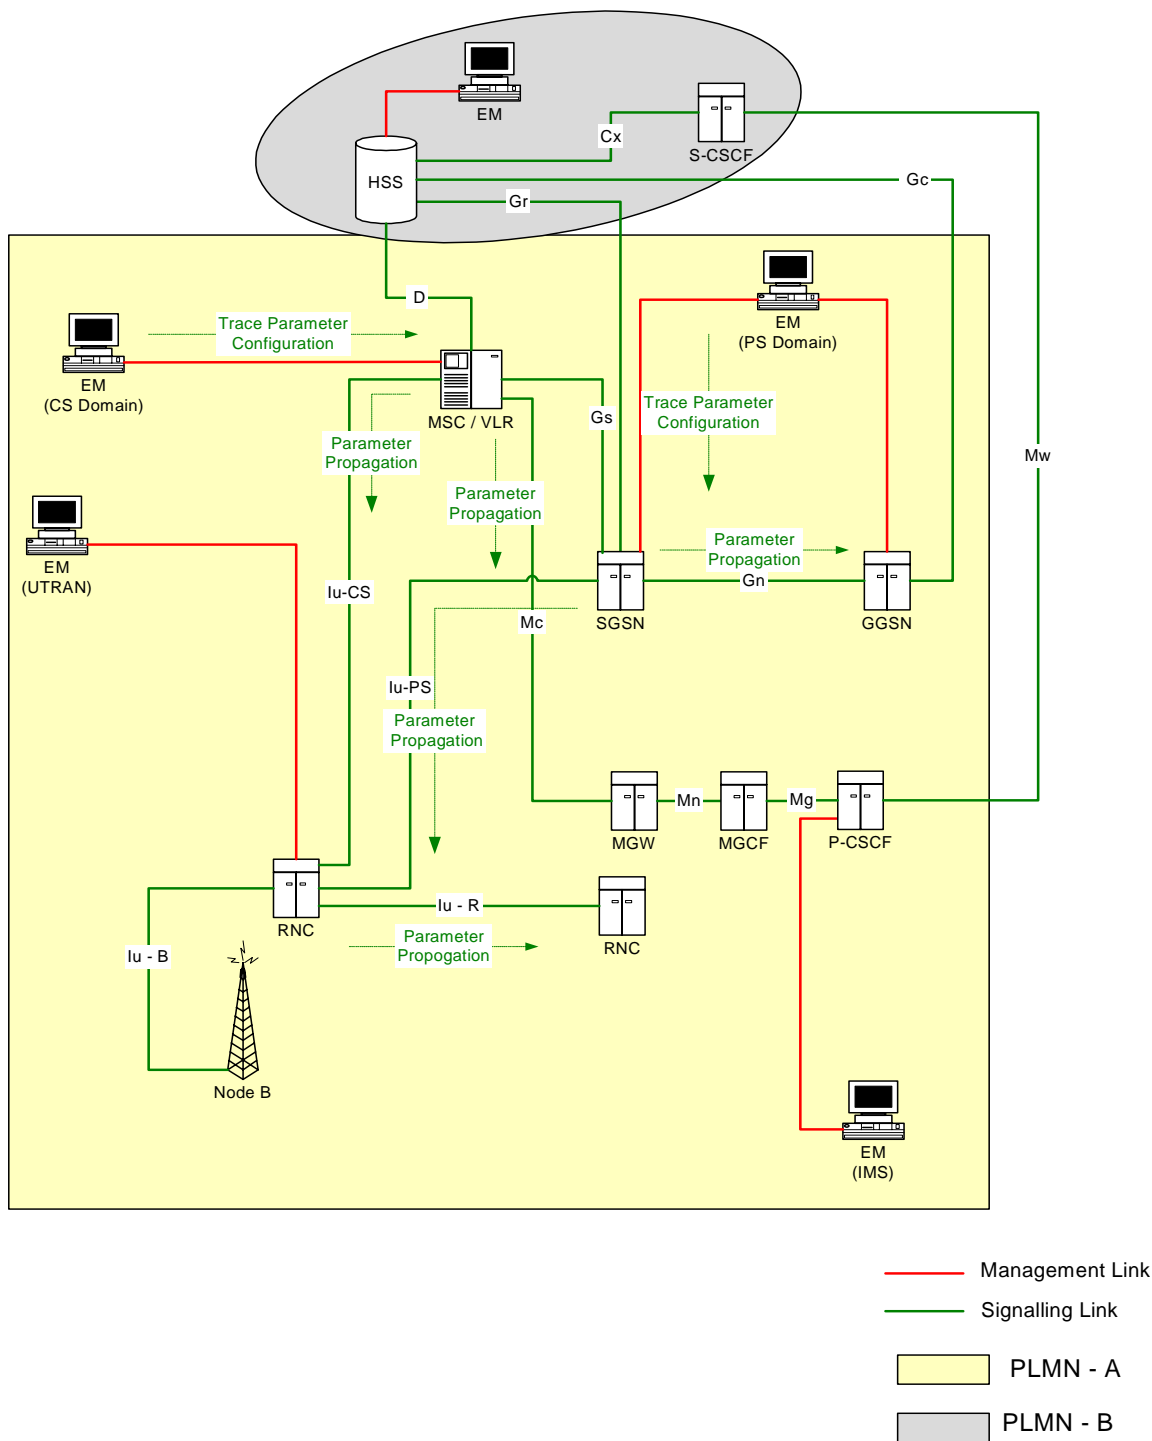 EM
Cx
S-CSCF
HSS
Gc
Gr
D
Trace Parameter
Configuration
EM
(PS Domain)
EM
(CS Domain)
MSC / VLR
Gs
Trace Parameter
Configuration
Parameter
Propagation
Mw
Parameter
Propagation
EM
(UTRAN)
Parameter
Propagation
Gn
Iu-CS
Mc
SGSN
GGSN
Iu-PS
Parameter
Propagation
Mn
Mg
MGW
MGCF
P-CSCF
RNC
Iu - R
RNC
Parameter
Propogation
Iu - B
Node B
EM
(IMS)
Management Link
Signalling Link
PLMN - A
PLMN - B